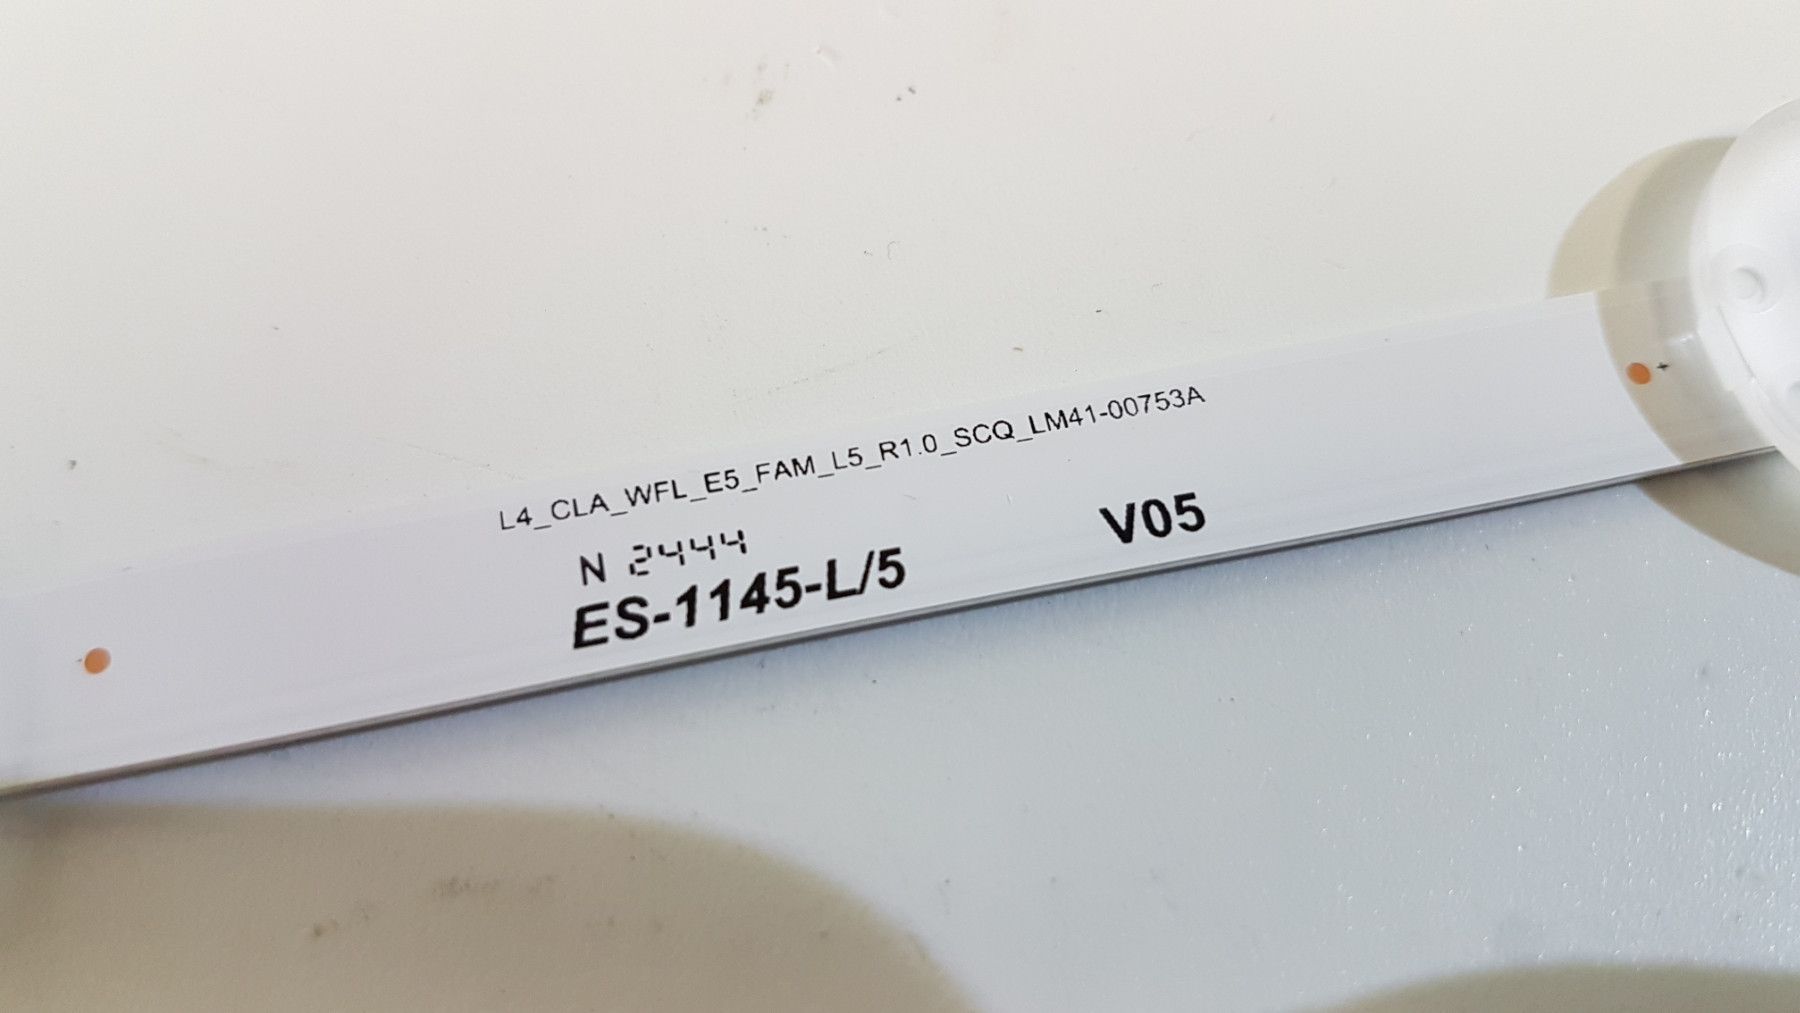 L4_CLA_WFL_E5_FAM_L5_R1.0_SCQ_LM41-00753A
N 2444
ES-1145-L/5 V05
+
-